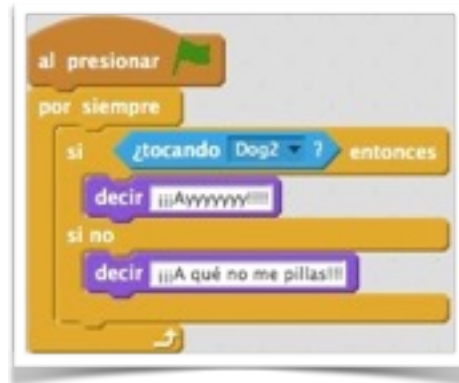 al presionar
por siempre
si ¿tocando Dog2 ? entonces
decir ¡¡¡Ayyyyyyy!!!!
si no
decir ¡¡¡A qué no me pillas!!!